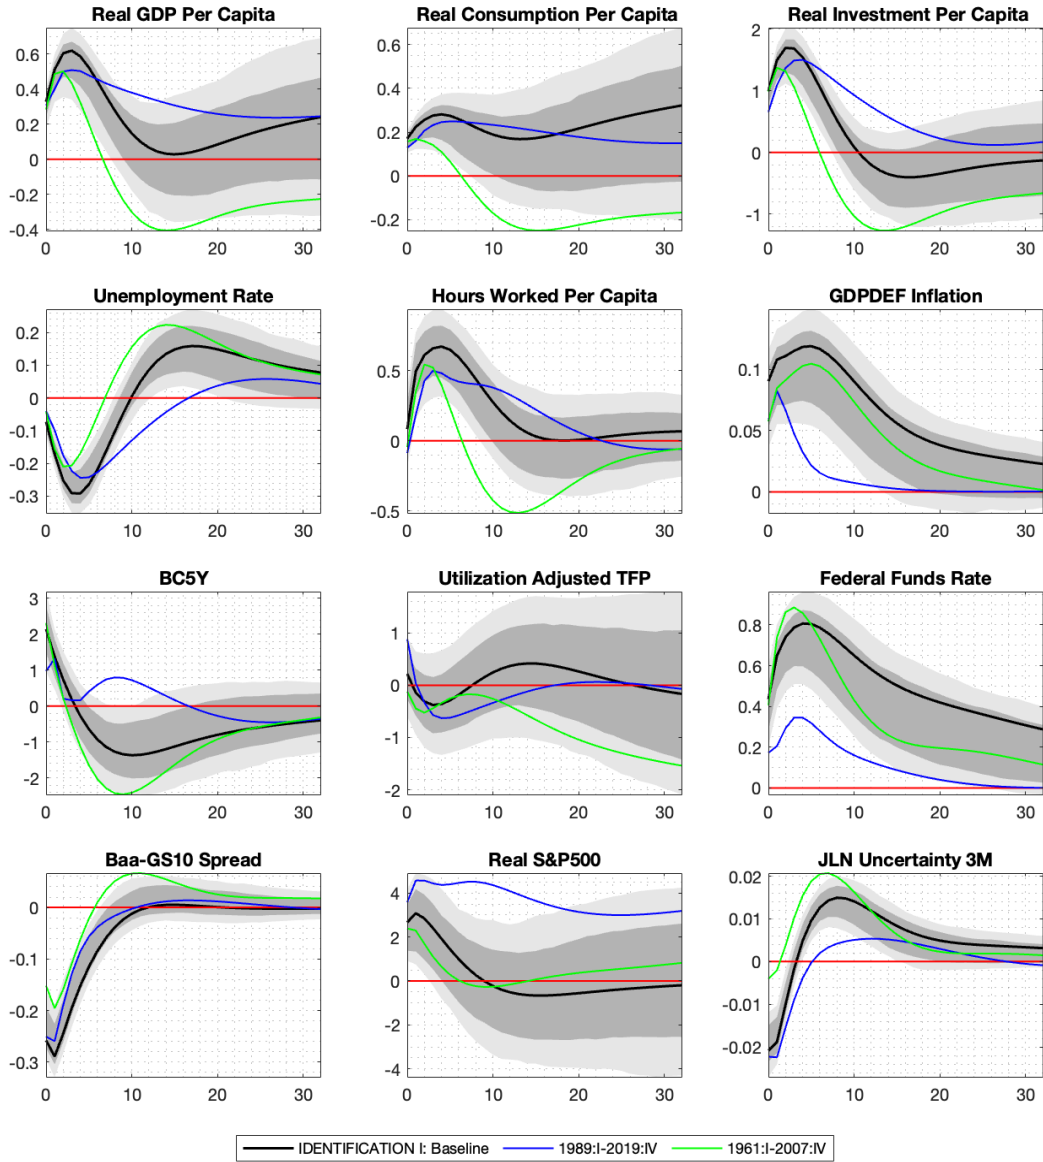 Real GDP Per Capita
0.6
0.4
0.2
0
-0.2
-0.4
0 10 20 30
Real Consumption Per Capita
0.6
0.4
0.2
0
-0.2
0 10 20 30
Real Investment Per Capita
2
1
0
-1
0 10 20 30
Unemployment Rate
0.2
0.1
0
-0.1
-0.2
-0.3
0 10 20 30
Hours Worked Per Capita
0.5
0
-0.5
0 10 20 30
GDPDEF Inflation
0.1
0.05
0
0 10 20 30
BC5Y
3
2
1
0
-1
-2
0 10 20 30
Utilization Adjusted TFP
1
0
-1
-2
0 10 20 30
Federal Funds Rate
0.8
0.6
0.4
0.2
0
0 10 20 30
Baa-GS10 Spread
0
-0.1
-0.2
-0.3
0 10 20 30
Real S&P500
4
2
0
-2
-4
0 10 20 30
JLN Uncertainty 3M
0.02
0.01
0
-0.01
-0.02
0 10 20 30
IDENTIFICATION I: Baseline 1989:I-2019:IV 1961:I-2007:IV